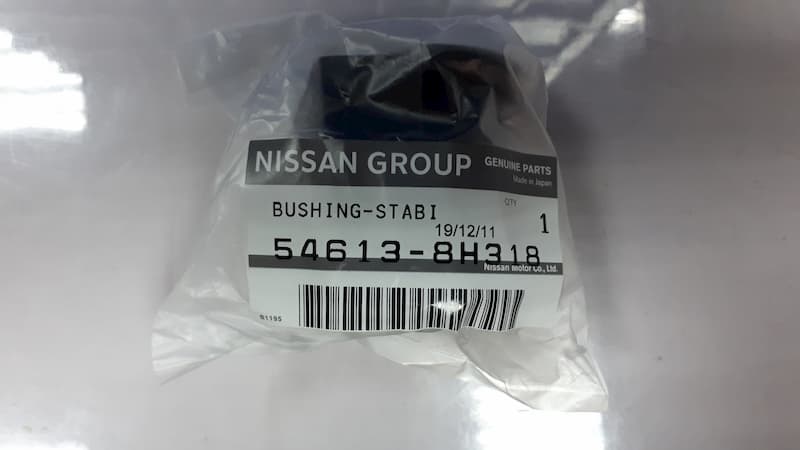 NISSAN GROUP GENUINE PARTS
Made in Japan
BUSHING-STABI QTY 1
19/12/11
54613-8H318
Nissan Motor Co., Ltd.
B1195